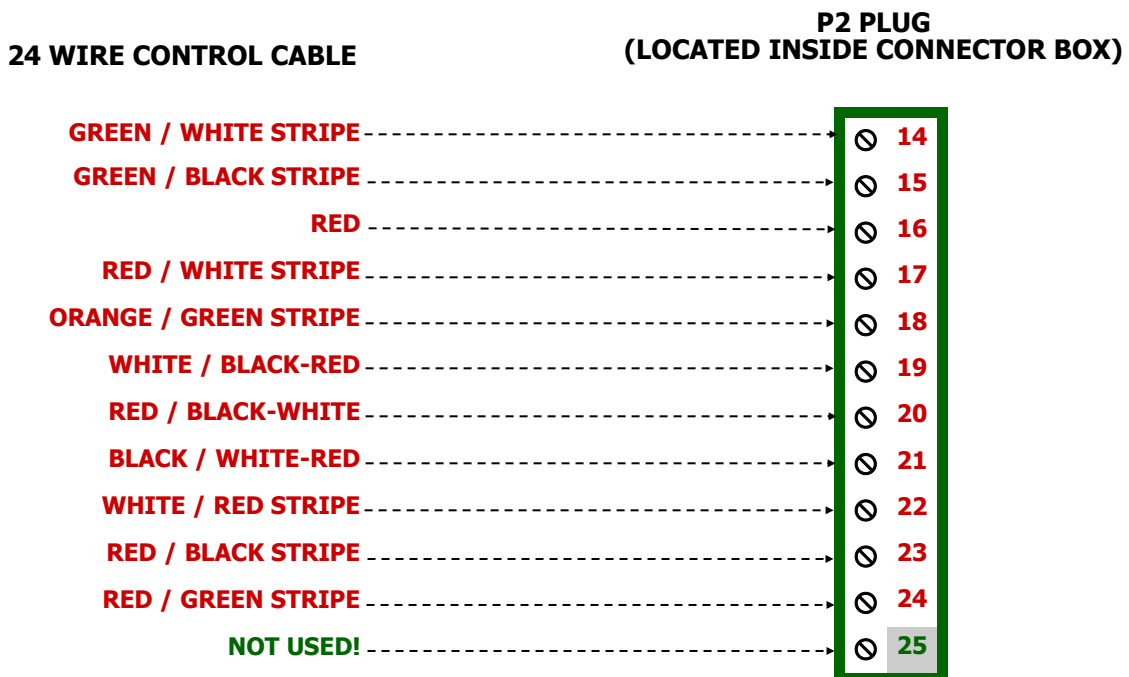 P2 PLUG
24 WIRE CONTROL CABLE
(LOCATED INSIDE CONNECTOR BOX)
GREEN / WHITE STRIPE 14
GREEN / BLACK STRIPE 15
RED 16
RED / WHITE STRIPE 17
ORANGE / GREEN STRIPE 18
WHITE / BLACK-RED 19
RED / BLACK-WHITE 20
BLACK / WHITE-RED 21
WHITE / RED STRIPE 22
RED / BLACK STRIPE 23
RED / GREEN STRIPE 24
NOT USED! 25